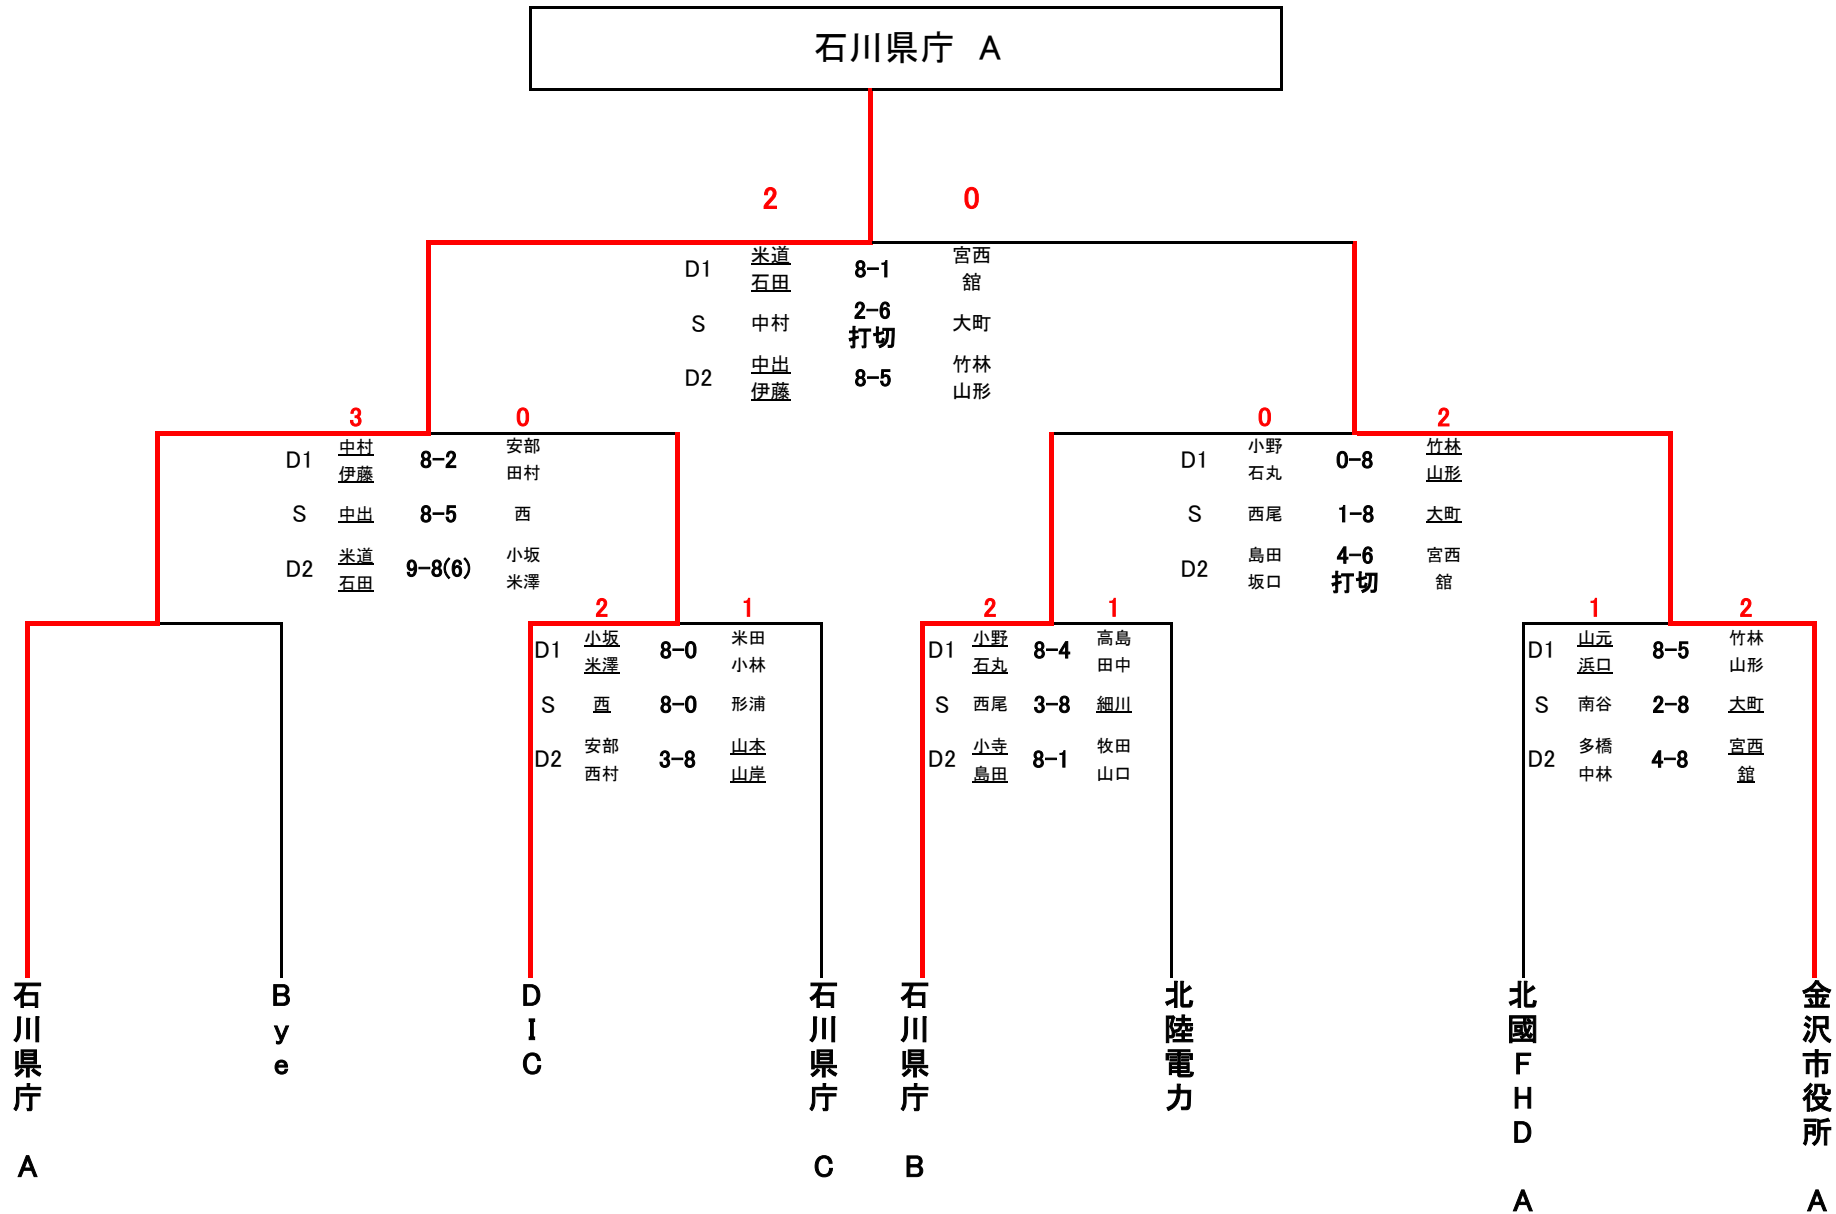 石川県庁　A
2 0
D1 米道 石田 8-1 宮西 舘
S 中村 2-6 打切 大町
D2 中出 伊藤 8-5 竹林 山形
3 0
D1 中村 伊藤 8-2 安部 田村
S 中出 8-5 西
D2 米道 石田 9-8(6) 小坂 米澤
0 2
D1 小野 石丸 0-8 竹林 山形
S 西尾 1-8 大町
D2 島田 坂口 4-6 打切 宮西 舘
2 1
D1 小坂 米澤 8-0 米田 小林
S 西 8-0 形浦
D2 安部 西村 3-8 山本 山岸
2 1
D1 小野 石丸 8-4 高島 田中
S 西尾 3-8 細川
D2 小寺 島田 8-1 牧田 山口
1 2
D1 山元 浜口 8-5 竹林 山形
S 南谷 2-8 大町
D2 多橋 中林 4-8 宮西 舘
石川県庁　A
Bye
DIC
石川県庁　C
石川県庁　B
北陸電力
北國FHD　A
金沢市役所　A